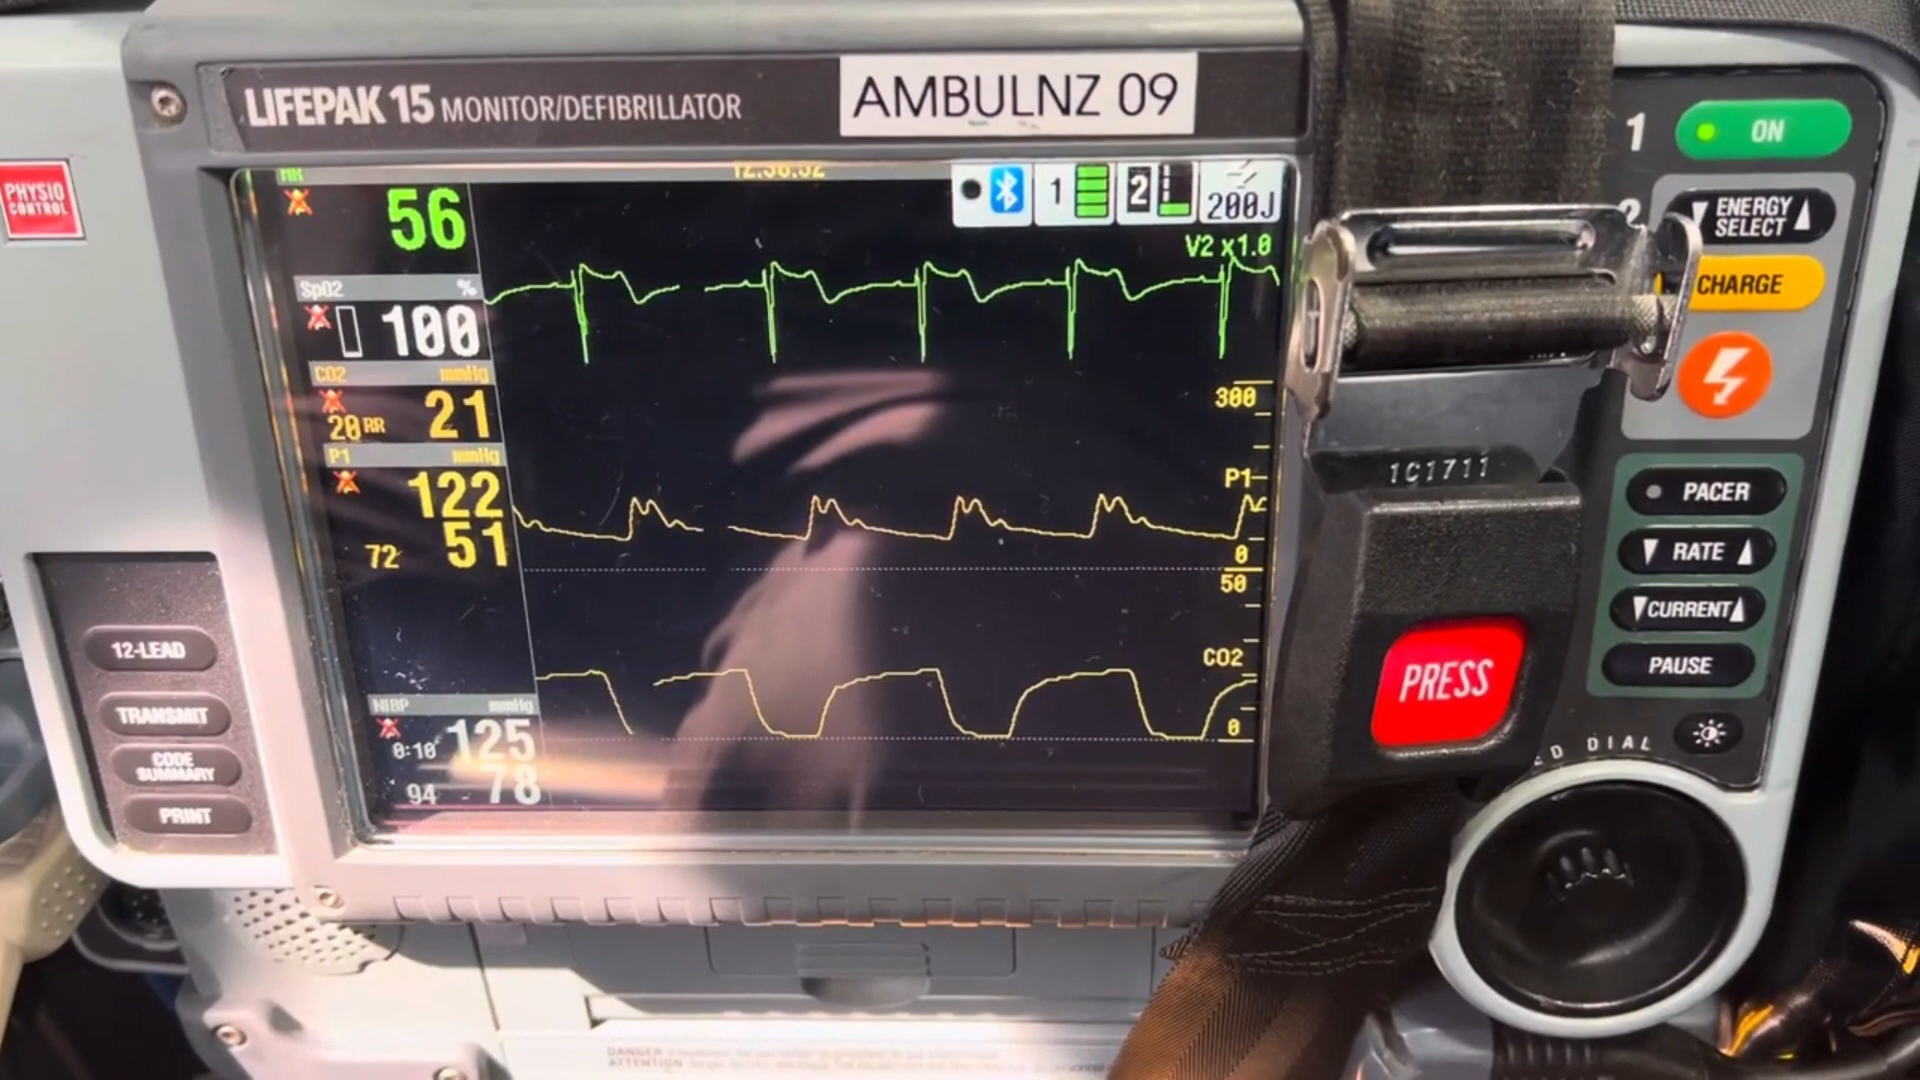 LIFEPAK 15 MONITOR/DEFIBRILLATOR
AMBULNZ 09
PHYSIO
CONTROL
HR
56
1
2
200J
V2 x1.0
SpO2 %
100
CO2 mmHg
20 RR 21
P1 mmHg
122
51
72
300
P1
0
50
CO2
0
NIBP mmHg
0:10 125
78
94
12-LEAD
TRANSMIT
CODE
SUMMARY
PRINT
1 ON
2 ENERGY
SELECT
CHARGE
1C1711
PRESS
PACER
RATE
CURRENT
PAUSE
D DIAL
DANGER
ATTENTION